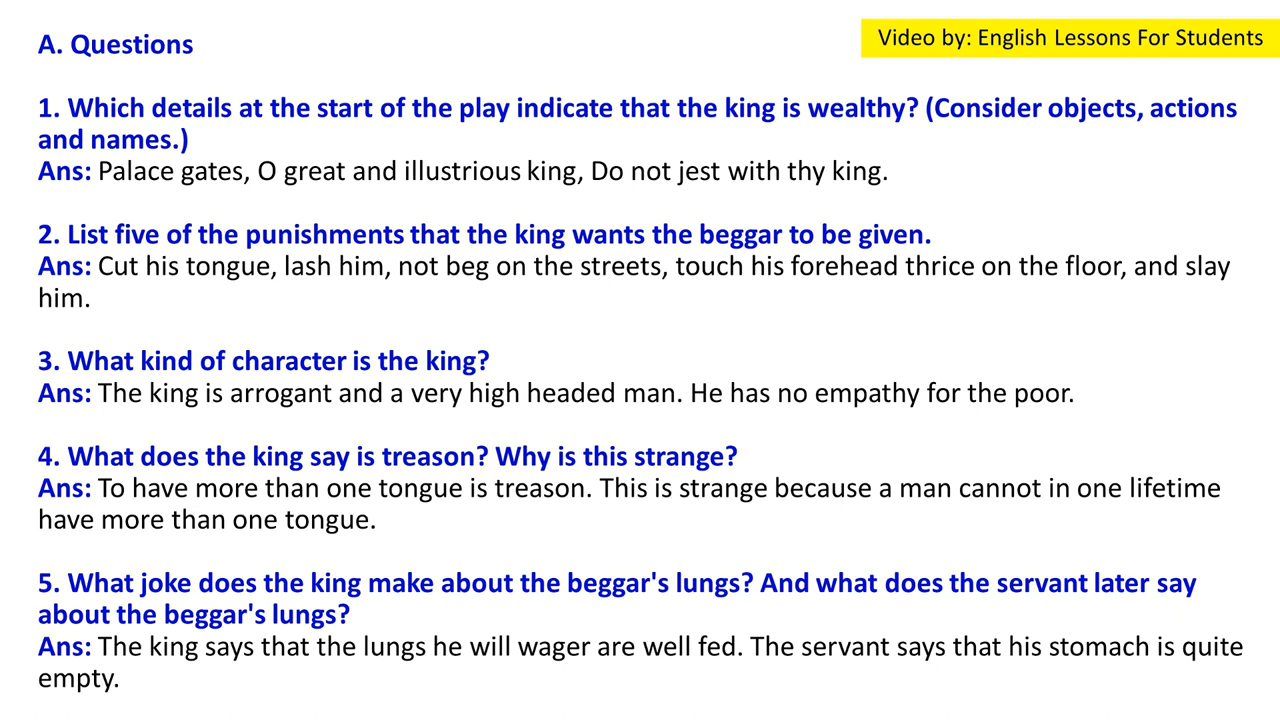 A. Questions
Video by: English Lessons For Students
1. Which details at the start of the play indicate that the king is wealthy? (Consider objects, actions
and names.)
Ans: Palace gates, O great and illustrious king, Do not jest with thy king.
2. List five of the punishments that the king wants the beggar to be given.
Ans: Cut his tongue, lash him, not beg on the streets, touch his forehead thrice on the floor, and slay
him.
3. What kind of character is the king?
Ans: The king is arrogant and a very high headed man. He has no empathy for the poor.
4. What does the king say is treason? Why is this strange?
Ans: To have more than one tongue is treason. This is strange because a man cannot in one lifetime
have more than one tongue.
5. What joke does the king make about the beggar's lungs? And what does the servant later say
about the beggar's lungs?
Ans: The king says that the lungs he will wager are well fed. The servant says that his stomach is quite
empty.